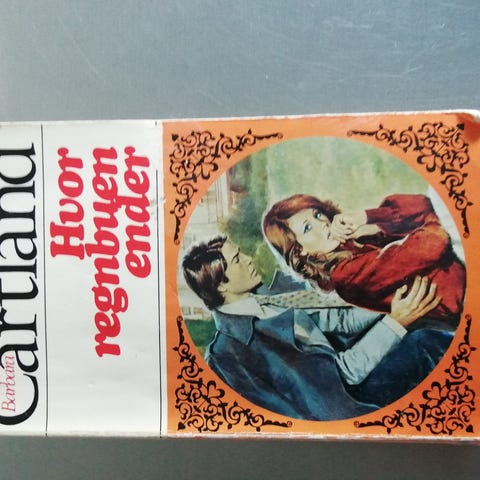 Barbara
Cartland
Hvor
regnbuen
ender